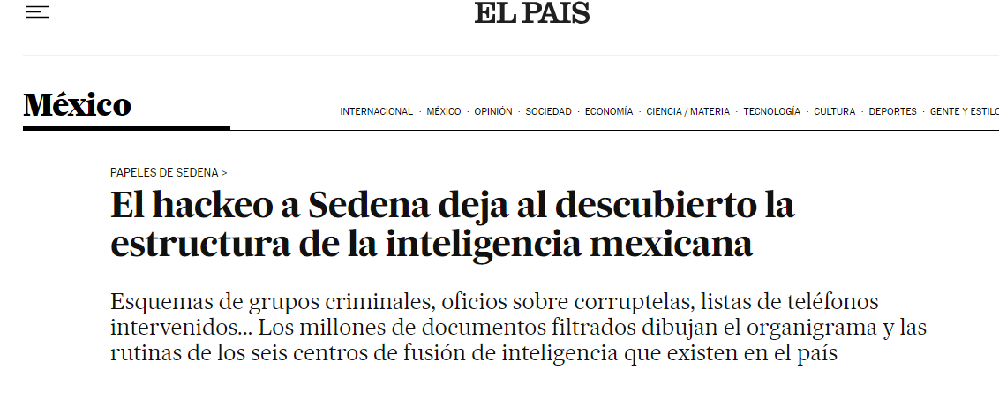 EL PAIS
México
INTERNACIONAL · MÉXICO · OPINIÓN · SOCIEDAD · ECONOMÍA · CIENCIA / MATERIA · TECNOLOGÍA · CULTURA · DEPORTES · GENTE Y ESTILO
PAPELES DE SEDENA >
El hackeo a Sedena deja al descubierto la
estructura de la inteligencia mexicana
Esquemas de grupos criminales, oficios sobre corruptelas, listas de teléfonos
intervenidos... Los millones de documentos filtrados dibujan el organigrama y las
rutinas de los seis centros de fusión de inteligencia que existen en el país